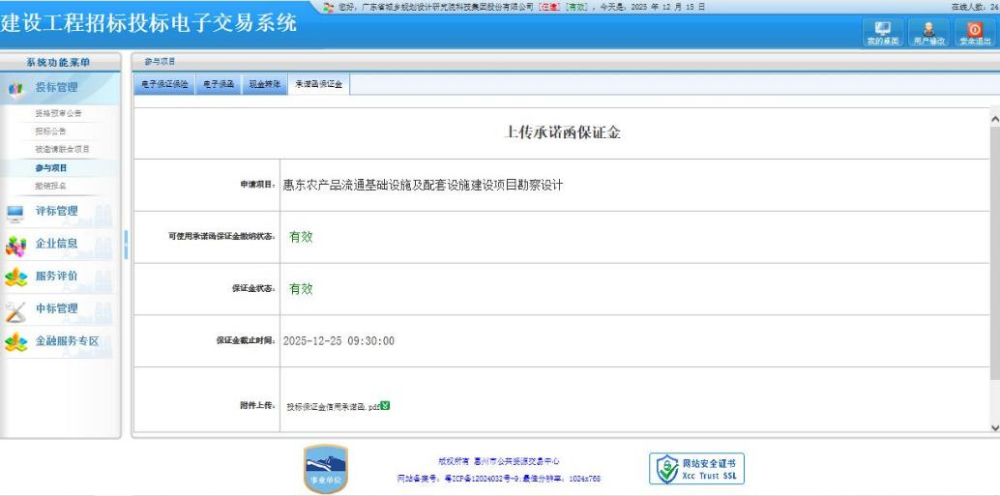 您好，广东省城乡规划设计研究院科技集团股份有限公司 [住建] [有效] ，今天是：2025 年 12 月 15 日
在线人数：24
建设工程招标投标电子交易系统
我的桌面
用户修改
安全退出
系统功能菜单
投标管理
资格预审公告
招标公告
被邀请联合项目
参与项目
撤销报名
评标管理
企业信息
服务评价
中标管理
金融服务专区
参与项目
电子保证保险
电子保函
现金转账
承诺函保证金
上传承诺函保证金
申请项目：
惠东农产品流通基础设施及配套设施建设项目勘察设计
可使用承诺函保证金缴纳状态：
有效
保证金状态：
有效
保证金截止时间：
2025-12-25 09:30:00
附件上传：
投标保证金信用承诺函.pdf
事业单位
版权所有 惠州市公共资源交易中心
网站备案号：粤ICP备12024032号-9;最佳分辨率：1024x768
网站安全证书
Xcc Trust SSL